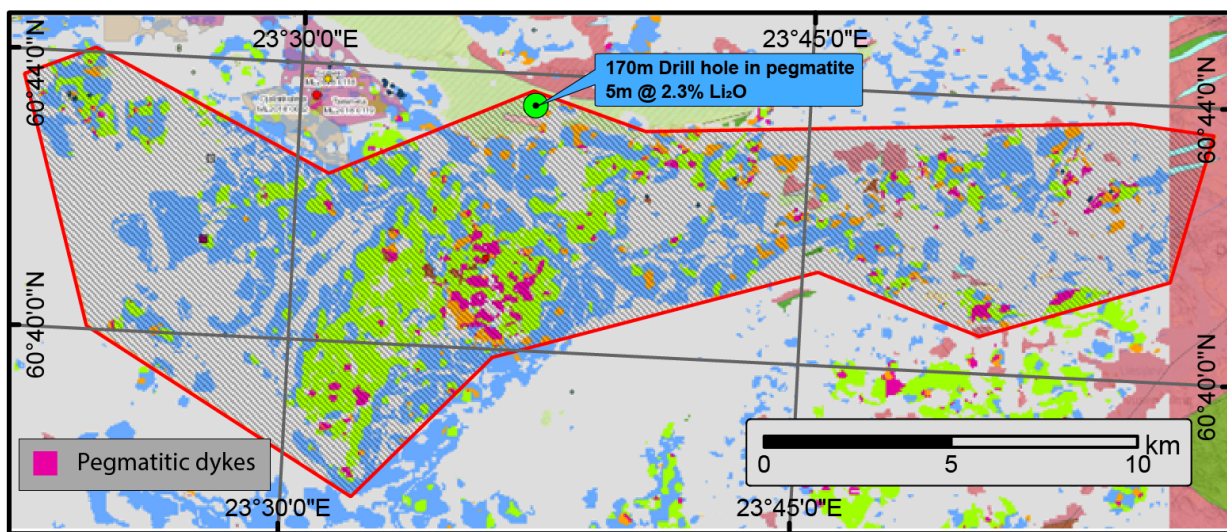 23°30'0"E
23°45'0"E
60°44'0"N
170m Drill hole in pegmatite
5m @ 2.3% Li₂O
60°44'0"N
60°40'0"N
60°40'0"N
Pegmatitic dykes
km
0 5 10
23°30'0"E
23°45'0"E